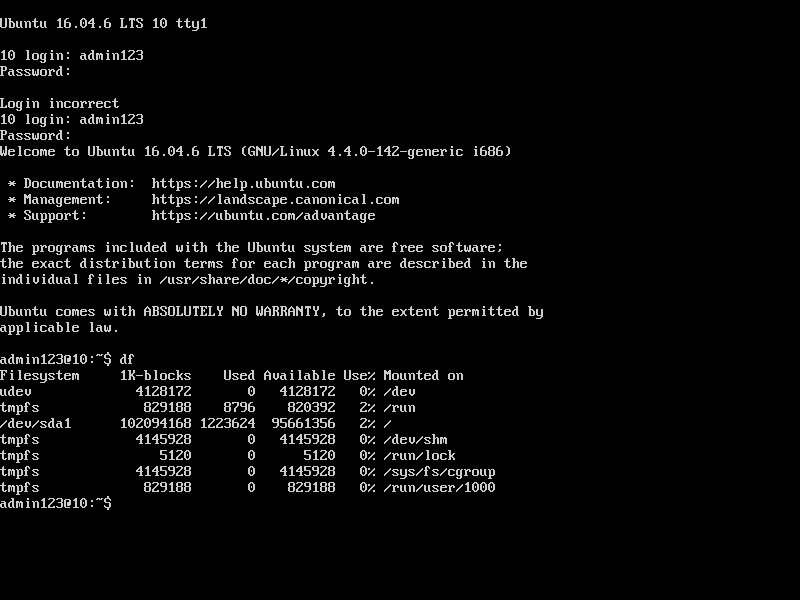 Ubuntu 16.04.6 LTS 10 tty1
10 login: admin123
Password:
Login incorrect
10 login: admin123
Password:
Welcome to Ubuntu 16.04.6 LTS (GNU/Linux 4.4.0-142-generic i686)
 * Documentation:  https://help.ubuntu.com
 * Management:     https://landscape.canonical.com
 * Support:        https://ubuntu.com/advantage
The programs included with the Ubuntu system are free software;
the exact distribution terms for each program are described in the
individual files in /usr/share/doc/*/copyright.
Ubuntu comes with ABSOLUTELY NO WARRANTY, to the extent permitted by
applicable law.
admin123@10:~$ df
Filesystem     1K-blocks    Used Available Use% Mounted on
udev             4128172       0   4128172   0% /dev
tmpfs             829188    8796    820392   2% /run
/dev/sda1      102094168 1223624  95661356   2% /
tmpfs            4145928       0   4145928   0% /dev/shm
tmpfs               5120       0      5120   0% /run/lock
tmpfs            4145928       0   4145928   0% /sys/fs/cgroup
tmpfs             829188       0    829188   0% /run/user/1000
admin123@10:~$